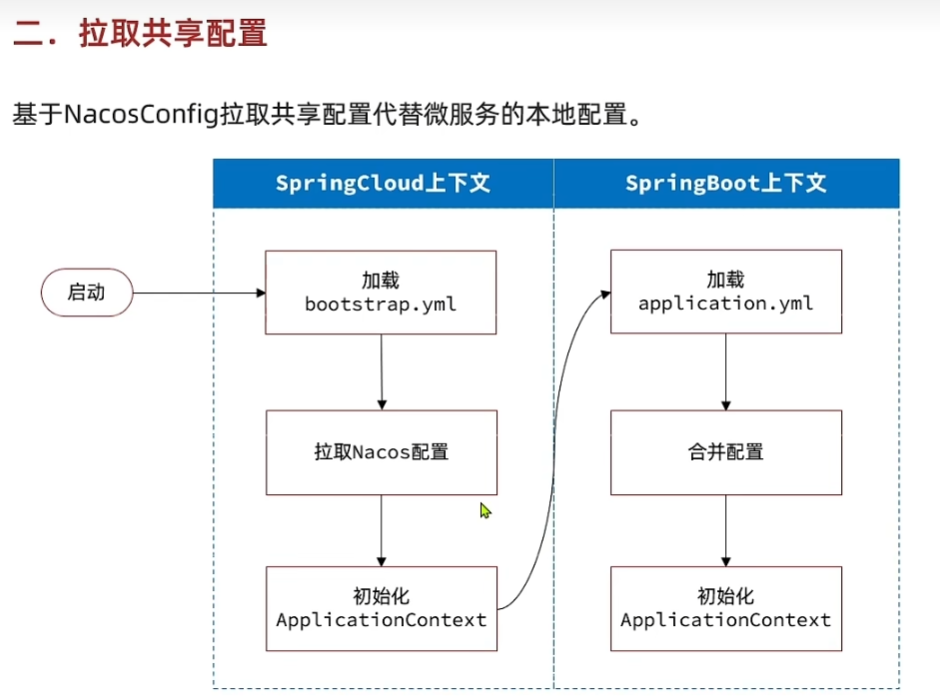 二．拉取共享配置
基于NacosConfig拉取共享配置代替微服务的本地配置。
SpringCloud上下文
SpringBoot上下文
启动
加载
bootstrap.yml
加载
application.yml
拉取Nacos配置
合并配置
初始化
ApplicationContext
初始化
ApplicationContext